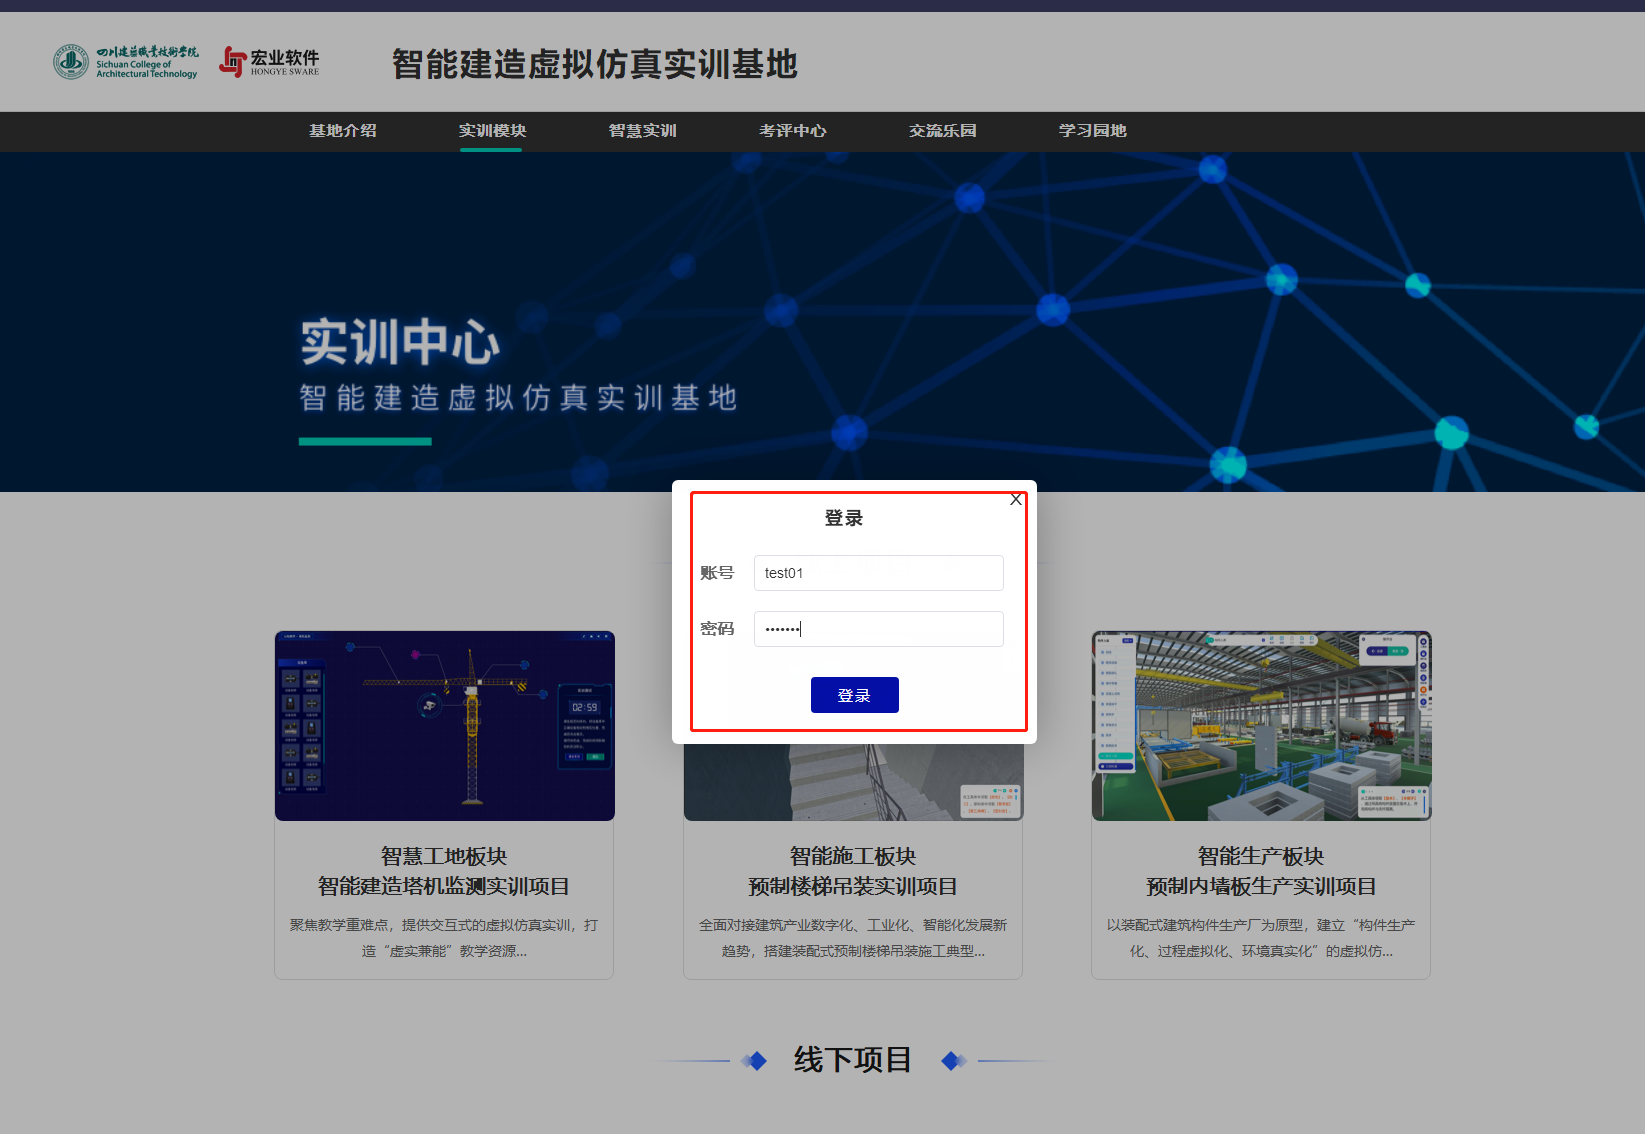 四川建築職業技術學院
Sichuan College of
Architectural Technology
宏业软件
HONGYE SWARE
智能建造虚拟仿真实训基地
基地介绍
实训模块
智慧实训
考评中心
交流乐园
学习园地
实训中心
智能建造虚拟仿真实训基地
X
登录
账号
test01
密码
•••••••
登录
02:59
智慧工地板块
智能建造塔机监测实训项目
聚焦教学重难点，提供交互式的虚拟仿真实训，打
造“虚实兼能”教学资源...
智能施工板块
预制楼梯吊装实训项目
全面对接建筑产业数字化、工业化、智能化发展新
趋势，搭建装配式预制楼梯吊装施工典型...
智能生产板块
预制内墙板生产实训项目
以装配式建筑构件生产厂为原型，建立“构件生产
化、过程虚拟化、环境真实化”的虚拟仿...
线下项目